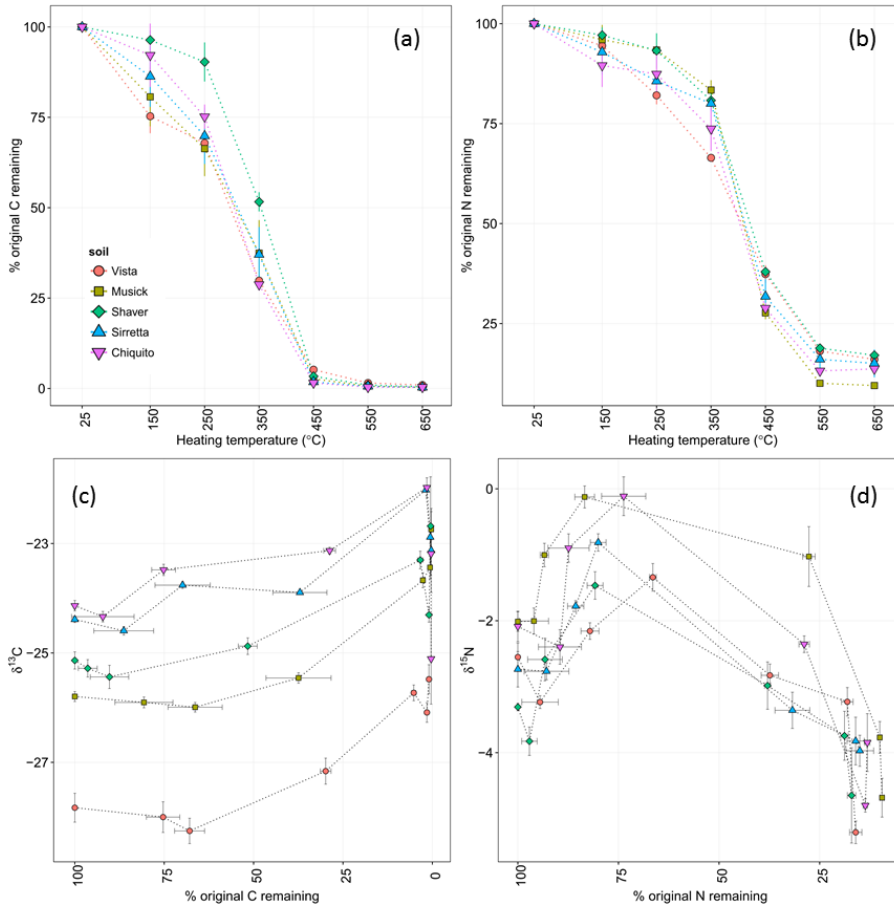 (a)
% original C remaining
100
75
50
25
0
soil
Vista
Musick
Shaver
Sirretta
Chiquito
25
150
250
350
450
550
650
Heating temperature (°C)
(b)
% original N remaining
100
75
50
25
25
150
250
350
450
550
650
Heating temperature (°C)
(c)
δ13C
−23
−25
−27
100
75
50
25
0
% original C remaining
(d)
δ15N
0
−2
−4
100
75
25
% original N remaining